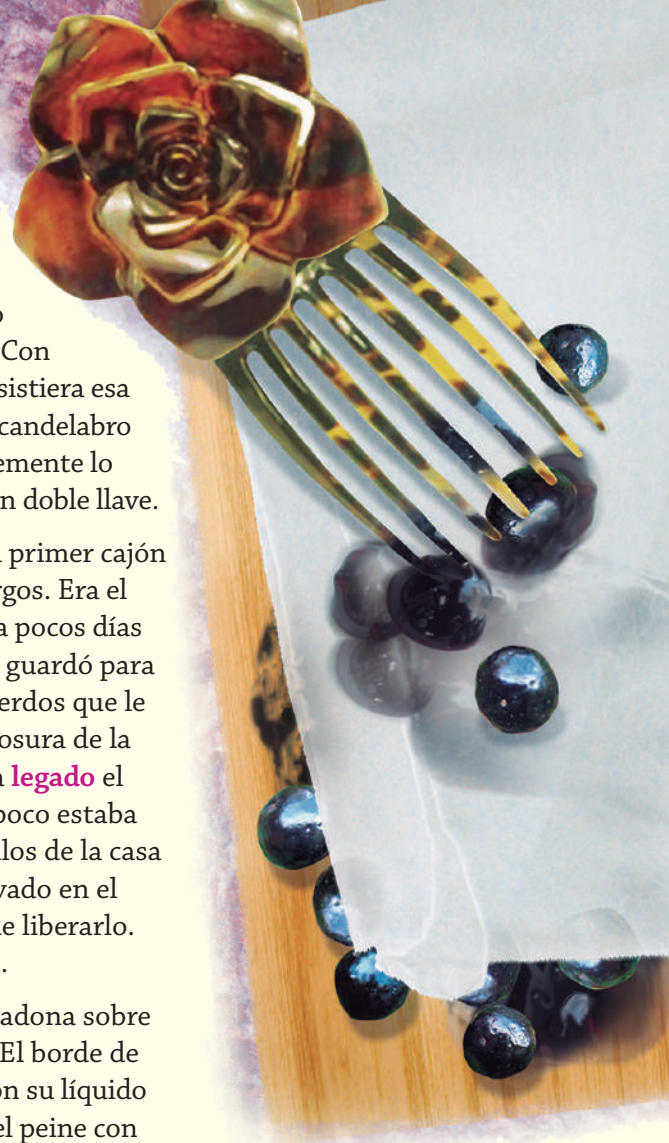 o
Con
sistiera esa
candelabro
emente lo
n doble llave.
primer cajón
rgos. Era el
a pocos días
guardó para
erdos que le
osura de la
a legado el
poco estaba
llos de la casa
vado en el
e liberarlo.
.
adona sobre
El borde de
on su líquido
el peine con